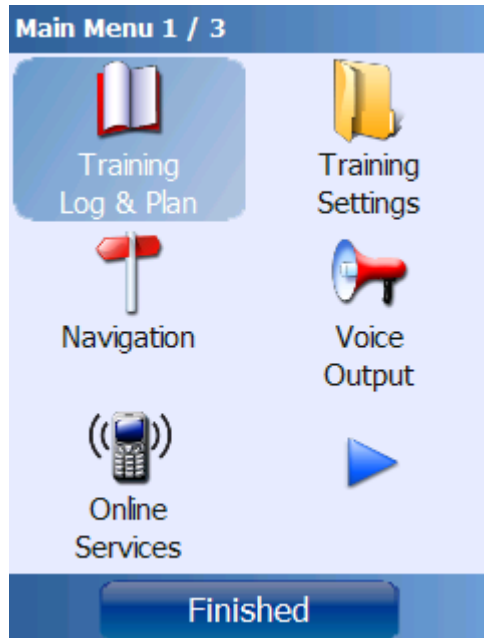 Main Menu 1 / 3
Training
Log & Plan
Training
Settings
Navigation
Voice
Output
Online
Services
Finished